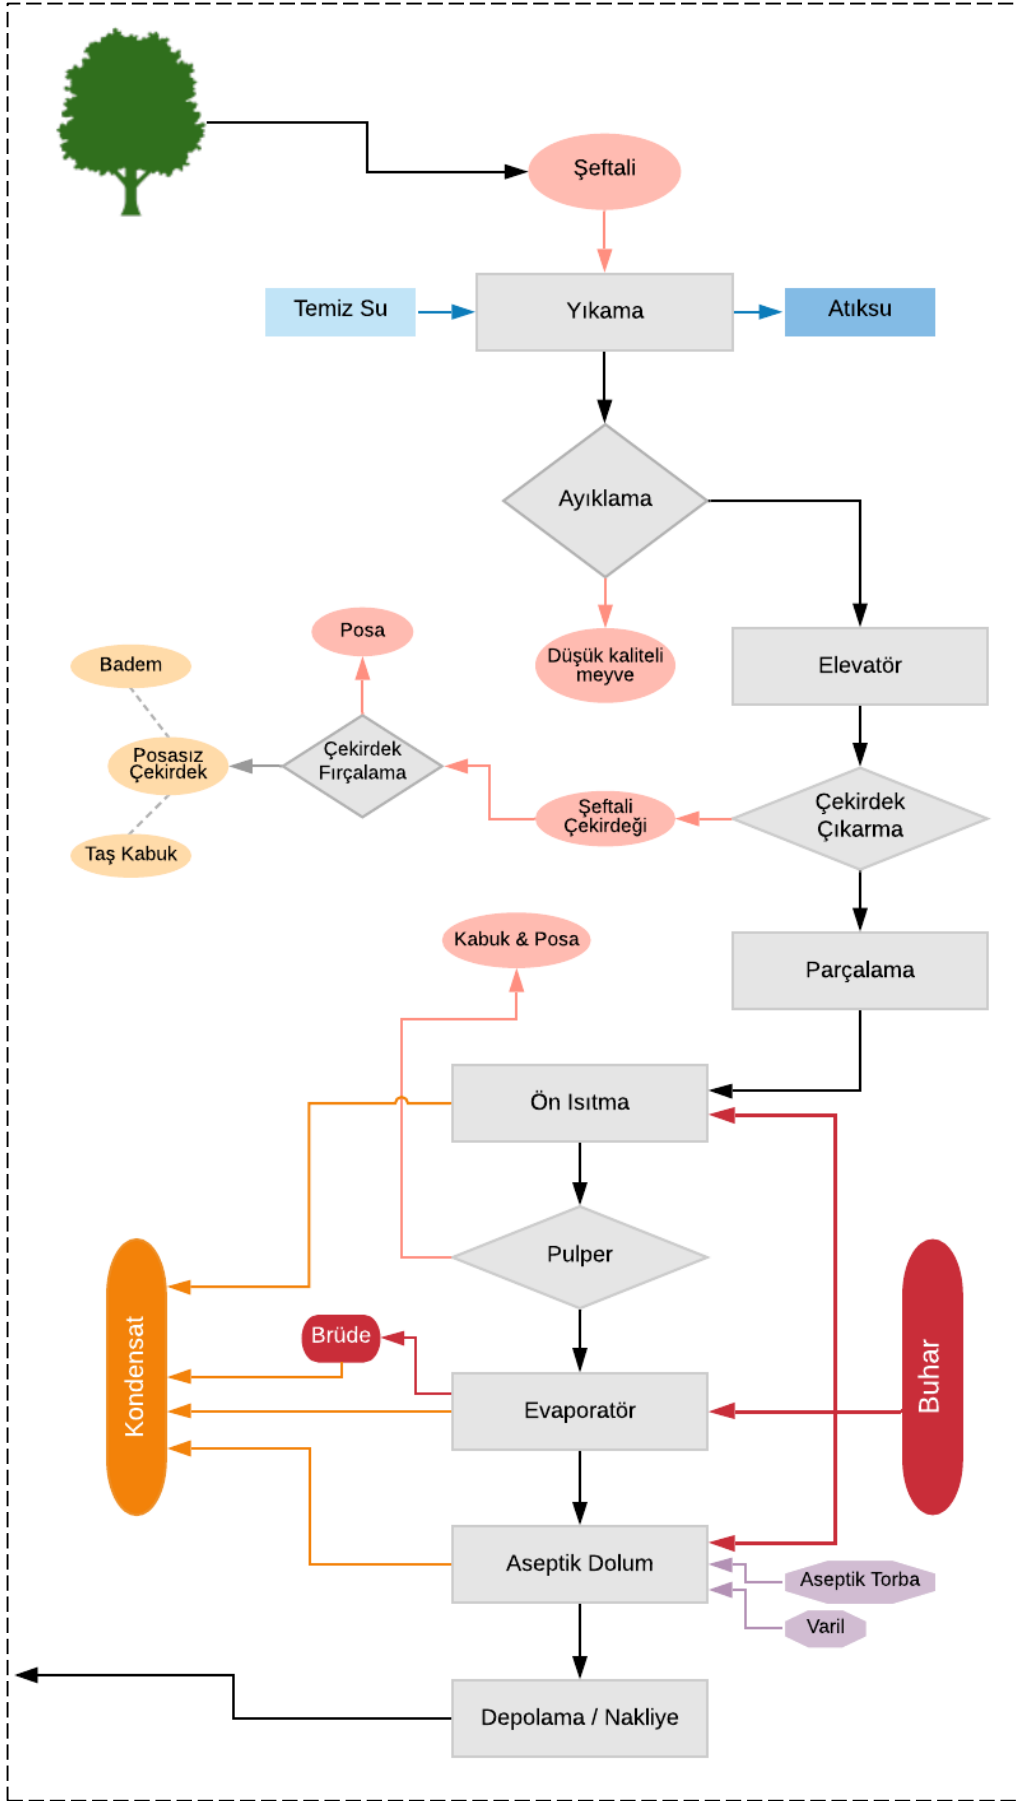 Şeftali
Temiz Su
Yıkama
Atıksu
Ayıklama
Posa
Düşük kaliteli
meyve
Badem
Elevatör
Posasız
Çekirdek
Çekirdek
Fırçalama
Şeftali
Çekirdeği
Çekirdek
Çıkarma
Taş Kabuk
Kabuk & Posa
Parçalama
Ön Isıtma
Pulper
Brüde
Kondensat
Evaporatör
Buhar
Aseptik Dolum
Aseptik Torba
Varil
Depolama / Nakliye